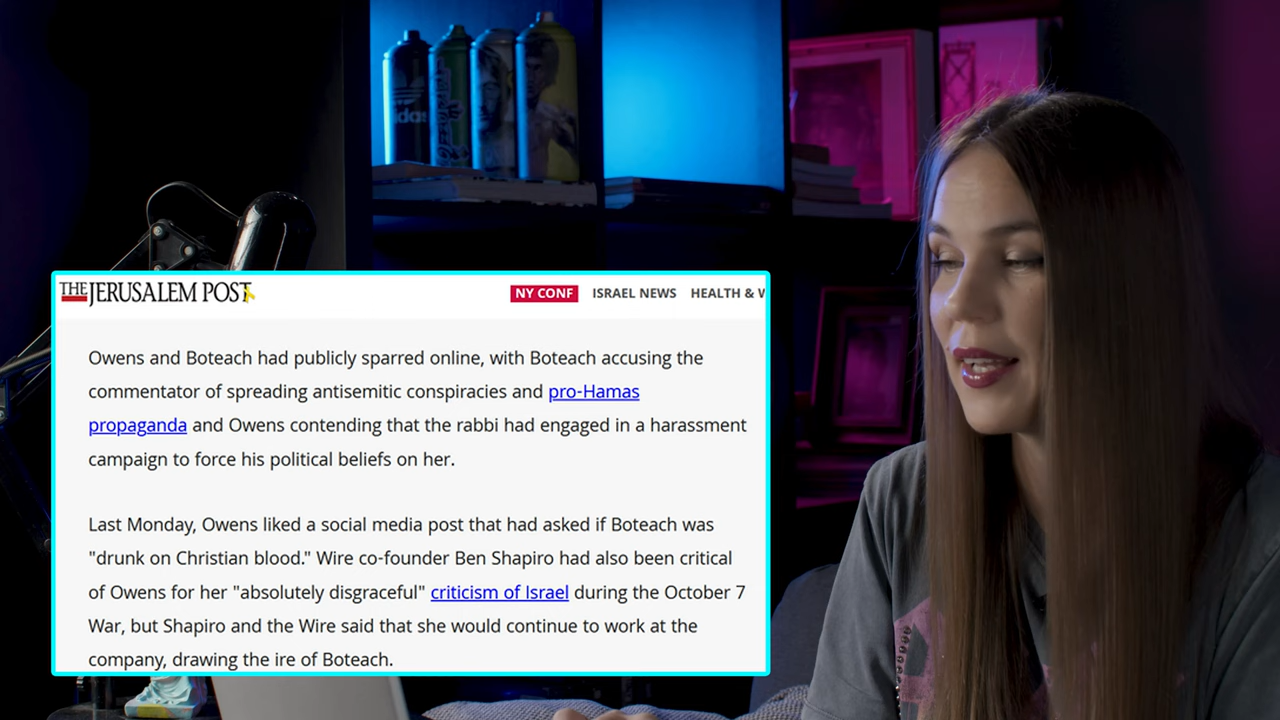 adidas
THE JERUSALEM POST
NY CONF ISRAEL NEWS HEALTH & W
Owens and Boteach had publicly sparred online, with Boteach accusing the
commentator of spreading antisemitic conspiracies and pro-Hamas
propaganda and Owens contending that the rabbi had engaged in a harassment
campaign to force his political beliefs on her.
Last Monday, Owens liked a social media post that had asked if Boteach was
"drunk on Christian blood." Wire co-founder Ben Shapiro had also been critical
of Owens for her "absolutely disgraceful" criticism of Israel during the October 7
War, but Shapiro and the Wire said that she would continue to work at the
company, drawing the ire of Boteach.